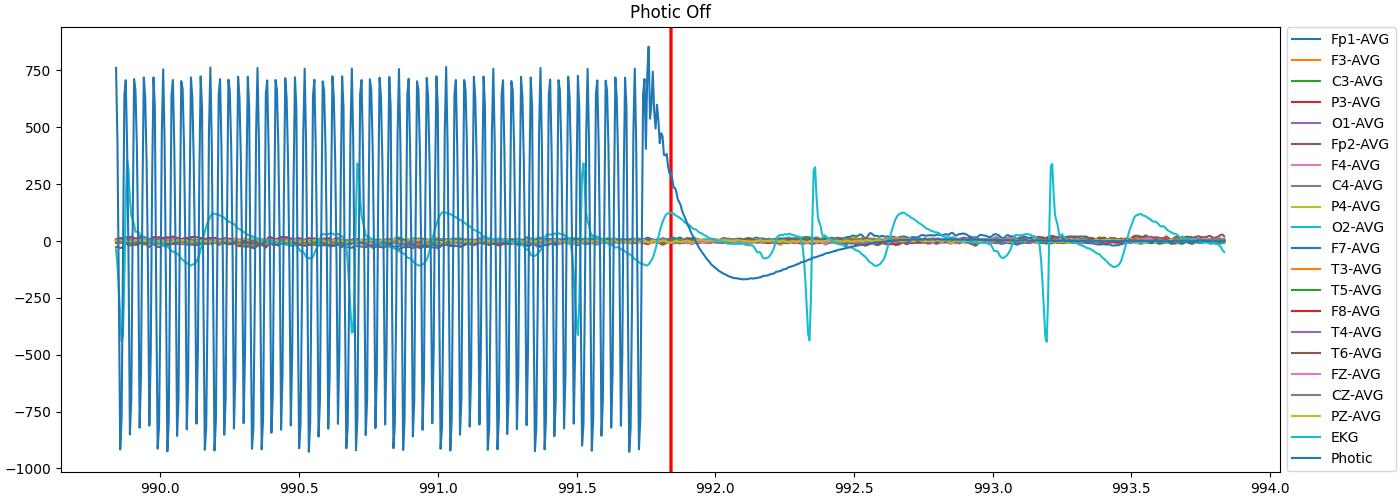 Photic Off
750
500
250
0
−250
−500
−750
−1000
990.0 990.5 991.0 991.5 992.0 992.5 993.0 993.5 994.0
Fp1-AVG
F3-AVG
C3-AVG
P3-AVG
O1-AVG
Fp2-AVG
F4-AVG
C4-AVG
P4-AVG
O2-AVG
F7-AVG
T3-AVG
T5-AVG
F8-AVG
T4-AVG
T6-AVG
FZ-AVG
CZ-AVG
PZ-AVG
EKG
Photic